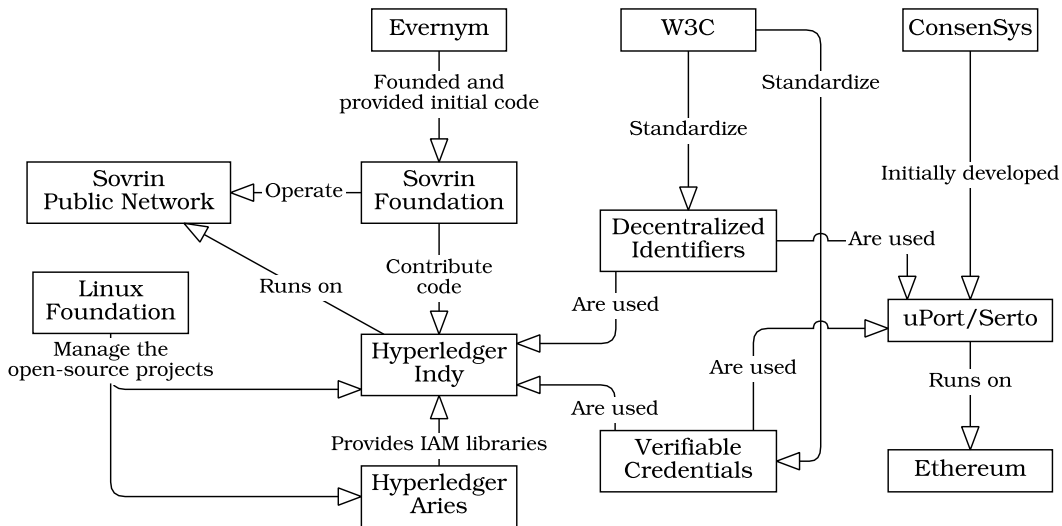 Evernym
W3C
ConsenSys
Founded and
provided initial code
Standardize
Standardize
Initially developed
Sovrin
Public Network
Operate
Sovrin
Foundation
Decentralized
Identifiers
Are used
Contribute
code
Runs on
Linux
Foundation
Are used
uPort/Serto
Manage the
open-source projects
Hyperledger
Indy
Are used
Runs on
Are used
Provides IAM libraries
Verifiable
Credentials
Ethereum
Hyperledger
Aries